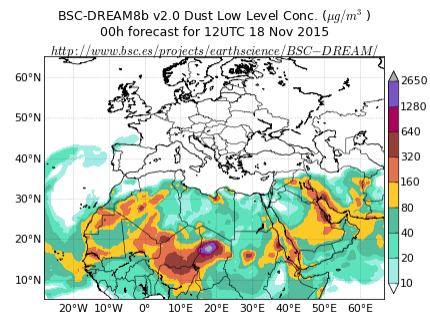 BSC-DREAM8b v2.0 Dust Low Level Conc. (μg/m³ )
00h forecast for 12UTC 18 Nov 2015
http://www.bsc.es/projects/earthscience/BSC−DREAM/
60°N
50°N
40°N
30°N
20°N
10°N
20°W 10°W 0° 10°E 20°E 30°E 40°E 50°E 60°E
2650
1280
640
320
160
80
40
20
10